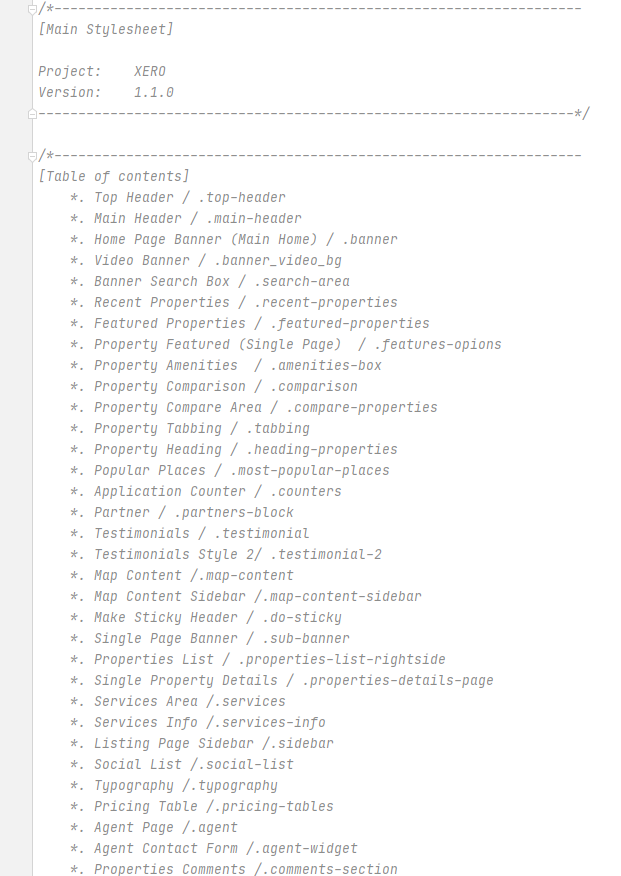 /*------------------------------------------------------------------
[Main Stylesheet]
Project:    XERO
Version:    1.1.0
-------------------------------------------------------------------*/
/*------------------------------------------------------------------
[Table of contents]
*. Top Header / .top-header
*. Main Header / .main-header
*. Home Page Banner (Main Home) / .banner
*. Video Banner / .banner_video_bg
*. Banner Search Box / .search-area
*. Recent Properties / .recent-properties
*. Featured Properties / .featured-properties
*. Property Featured (Single Page)  / .features-opions
*. Property Amenities  / .amenities-box
*. Property Comparison / .comparison
*. Property Compare Area / .compare-properties
*. Property Tabbing / .tabbing
*. Property Heading / .heading-properties
*. Popular Places / .most-popular-places
*. Application Counter / .counters
*. Partner / .partners-block
*. Testimonials / .testimonial
*. Testimonials Style 2/ .testimonial-2
*. Map Content /.map-content
*. Map Content Sidebar /.map-content-sidebar
*. Make Sticky Header / .do-sticky
*. Single Page Banner / .sub-banner
*. Properties List / .properties-list-rightside
*. Single Property Details / .properties-details-page
*. Services Area /.services
*. Services Info /.services-info
*. Listing Page Sidebar /.sidebar
*. Social List /.social-list
*. Typography /.typography
*. Pricing Table /.pricing-tables
*. Agent Page /.agent
*. Agent Contact Form /.agent-widget
*. Properties Comments /.comments-section